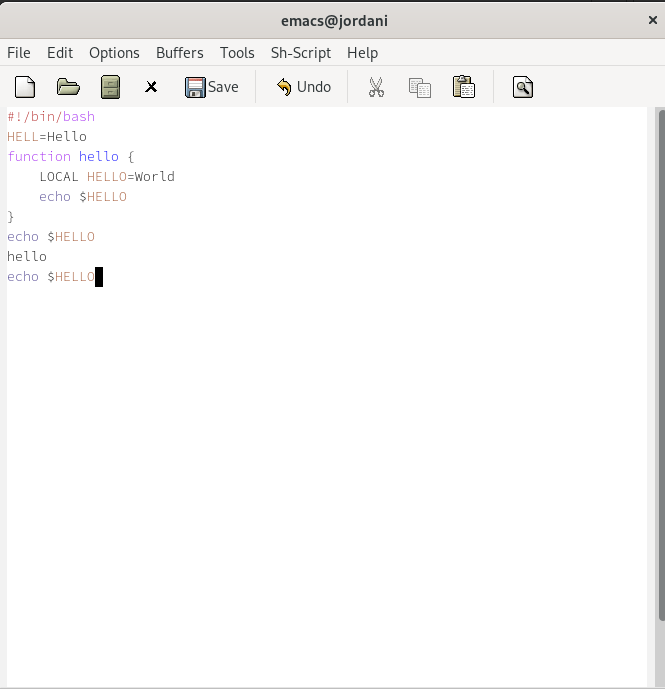 emacs@jordani
File Edit Options Buffers Tools Sh-Script Help
Save Undo
#!/bin/bash
HELL=Hello
function hello {
    LOCAL HELLO=World
    echo $HELLO
}
echo $HELLO
hello
echo $HELLO